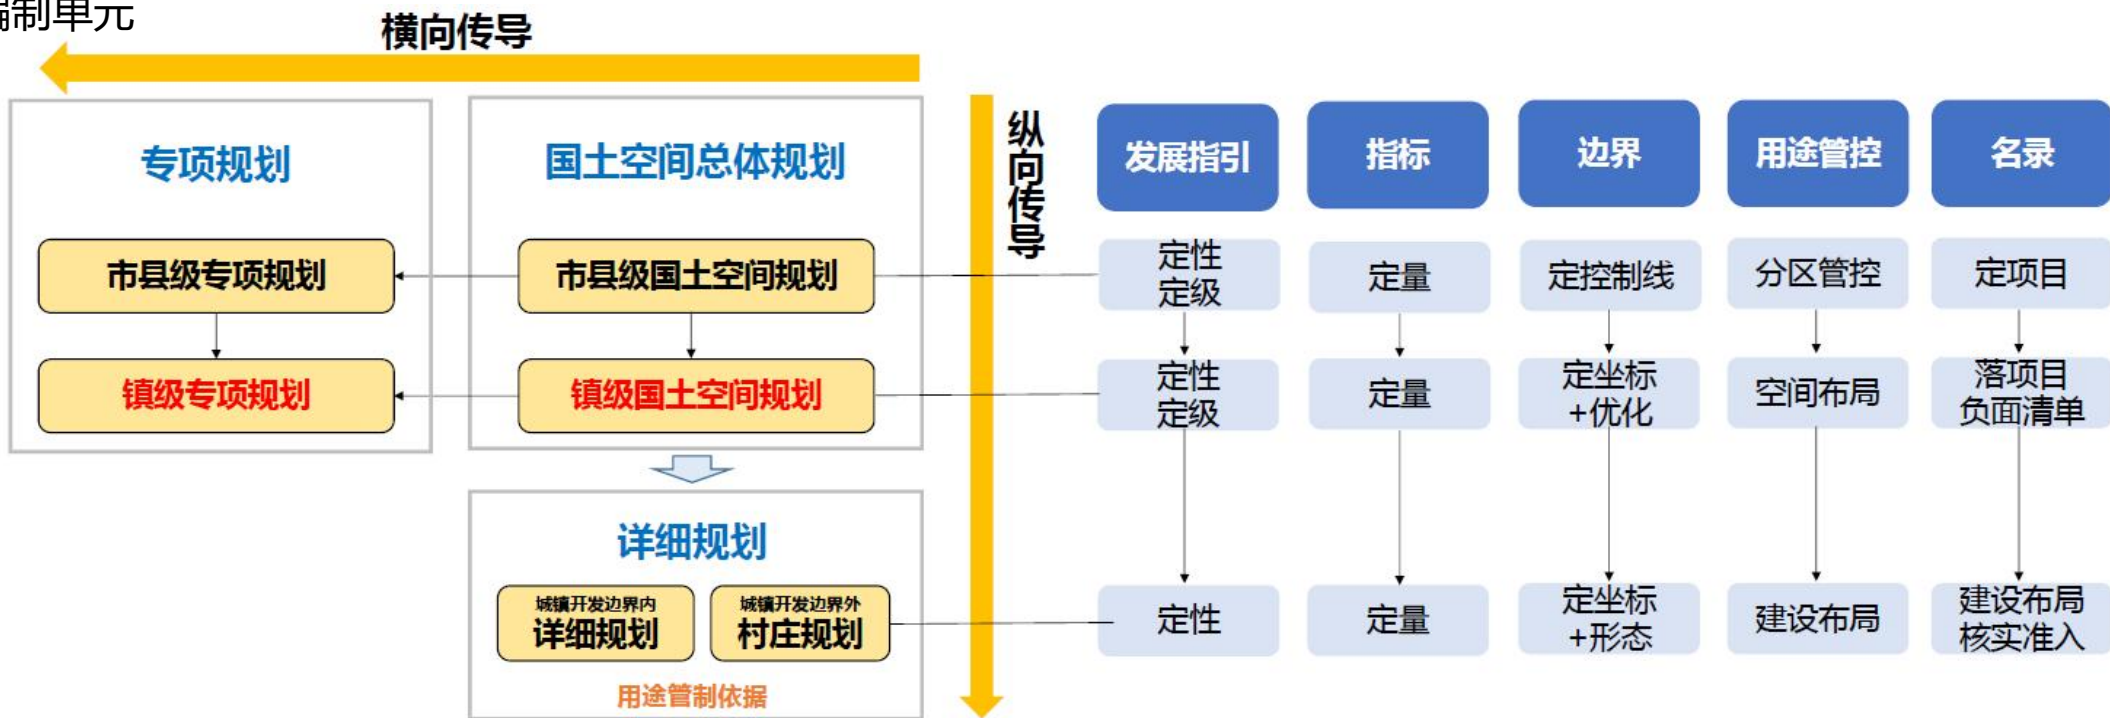 编制单元
横向传导
纵向传导
专项规划
国土空间总体规划
发展指引
指标
边界
用途管控
名录
市县级专项规划
市县级国土空间规划
定性
定级
定量
定控制线
分区管控
定项目
镇级专项规划
镇级国土空间规划
定性
定级
定量
定坐标
+优化
空间布局
落项目
负面清单
详细规划
城镇开发边界内
详细规划
城镇开发边界外
村庄规划
用途管制依据
定性
定量
定坐标
+形态
建设布局
建设布局
核实准入